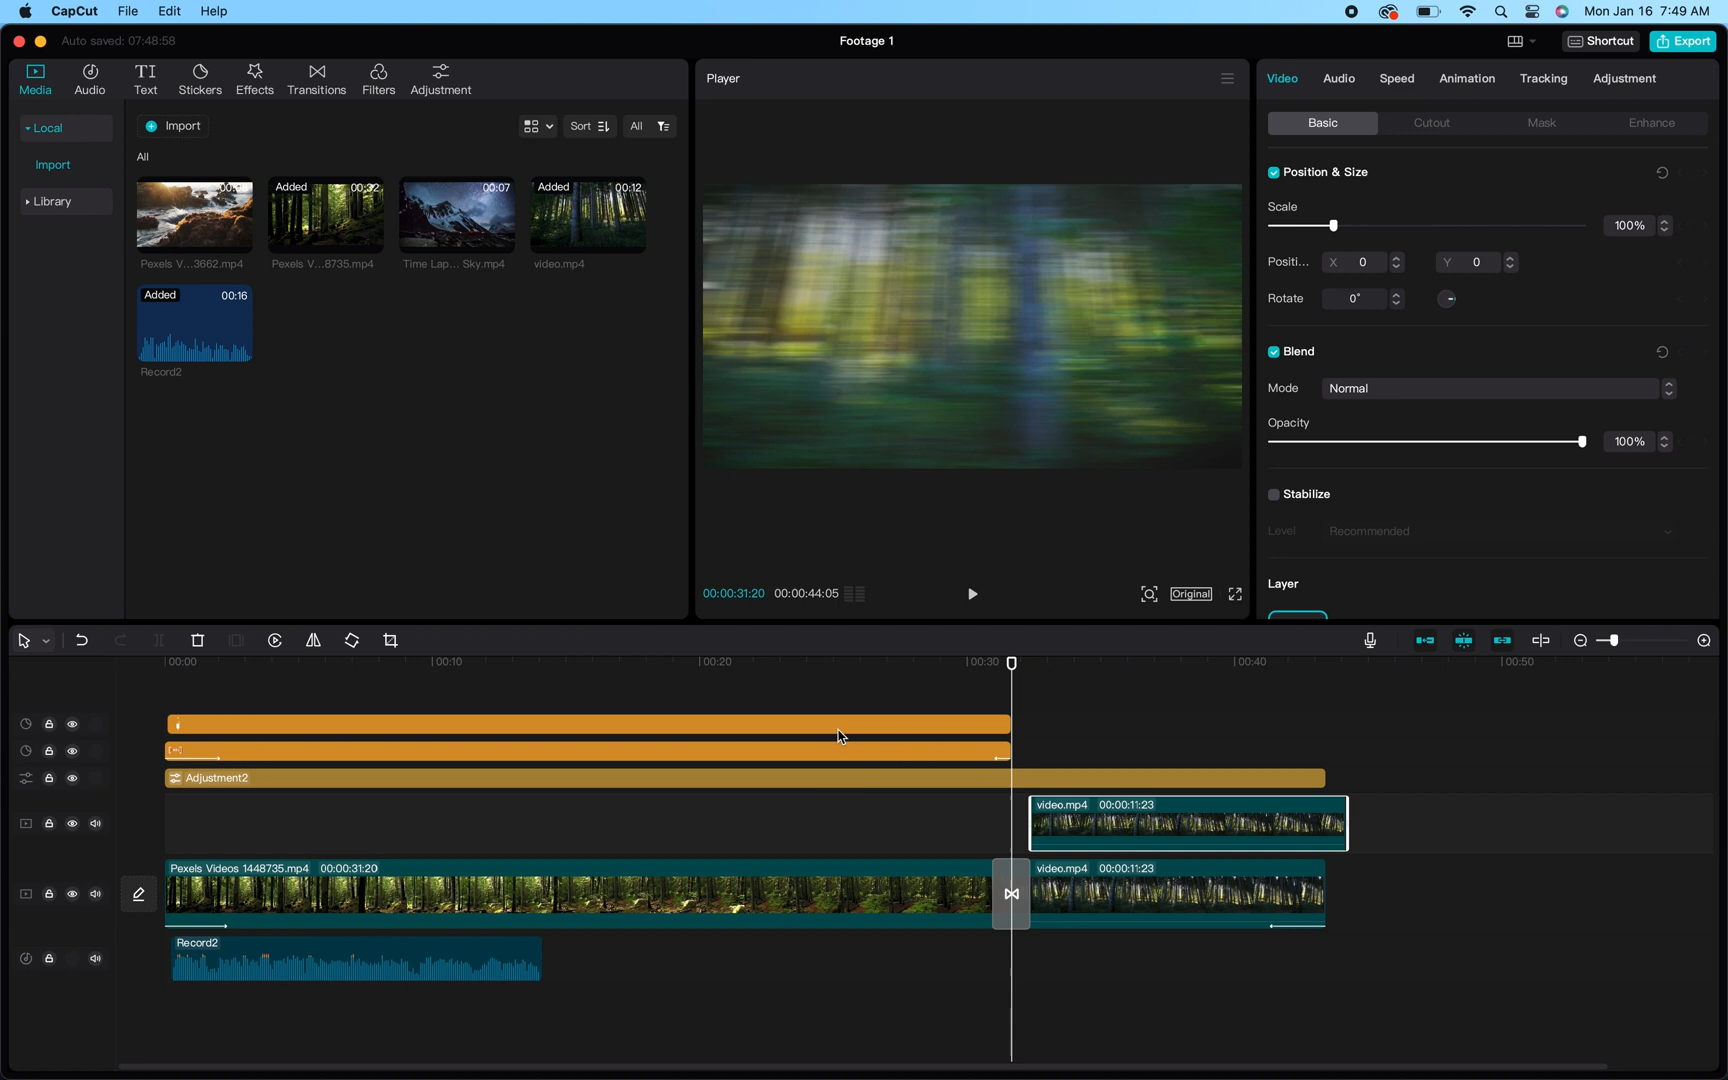 CapCut File Edit Help Mon Jan 16 7:49 AM
Auto saved: 07:48:58 Footage 1 Shortcut Export
Media Audio Text Stickers Effects Transitions Filters Adjustment
Player
Video Audio Speed Animation Tracking Adjustment
Local
Import
Library
Import Sort All
All
Added 00:32
00:07
Added 00:12
Pexels V...3662.mp4 Pexels V...8735.mp4 Time Lap... Sky.mp4 video.mp4
Added 00:16
Record2
00:00:31:20 00:00:44:05 Original
Basic Cutout Mask Enhance
Position & Size
Scale
100%
Positi... X 0 Y 0
Rotate 0°
Blend
Mode Normal
Opacity
100%
Stabilize
Level Recommended
Layer
00:00 00:10 00:20 00:30 00:40 00:50
Adjustment2
video.mp4 00:00:11:23
Pexels Videos 1448735.mp4 00:00:31:20 video.mp4 00:00:11:23
Record2